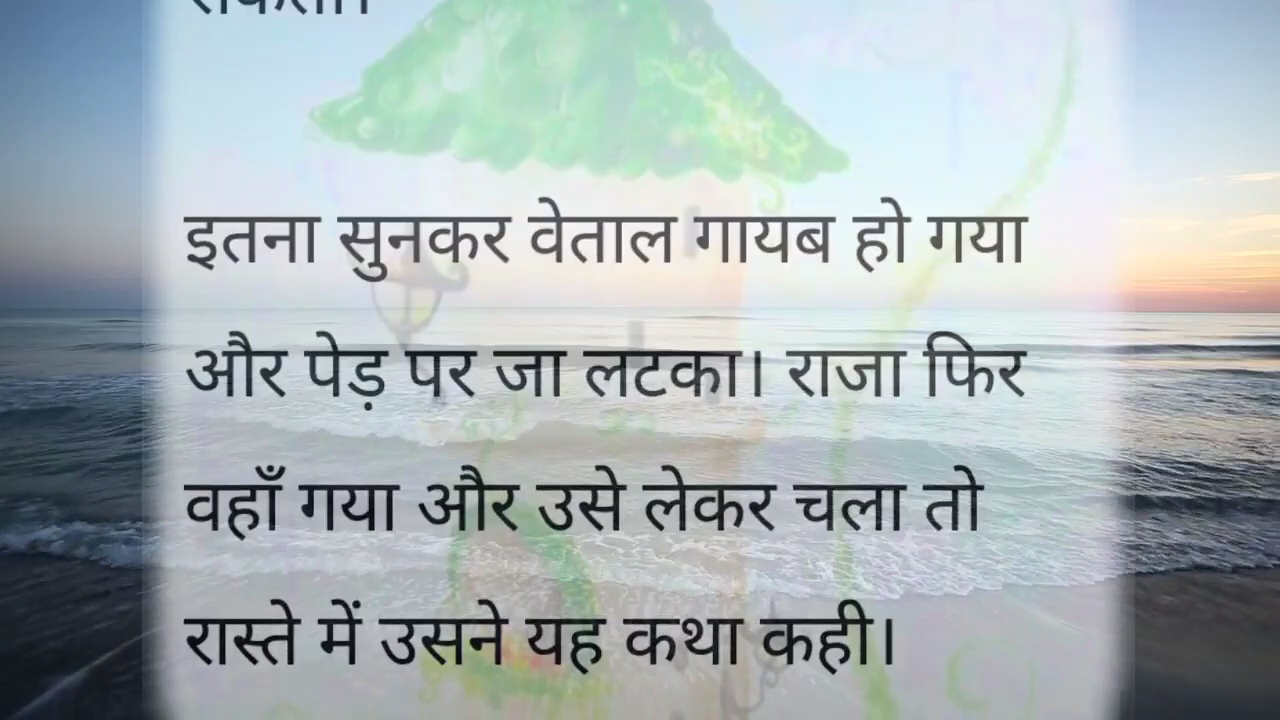 इतना सुनकर वेताल गायब हो गया
और पेड़ पर जा लटका। राजा फिर
वहाँ गया और उसे लेकर चला तो
रास्ते में उसने यह कथा कही।